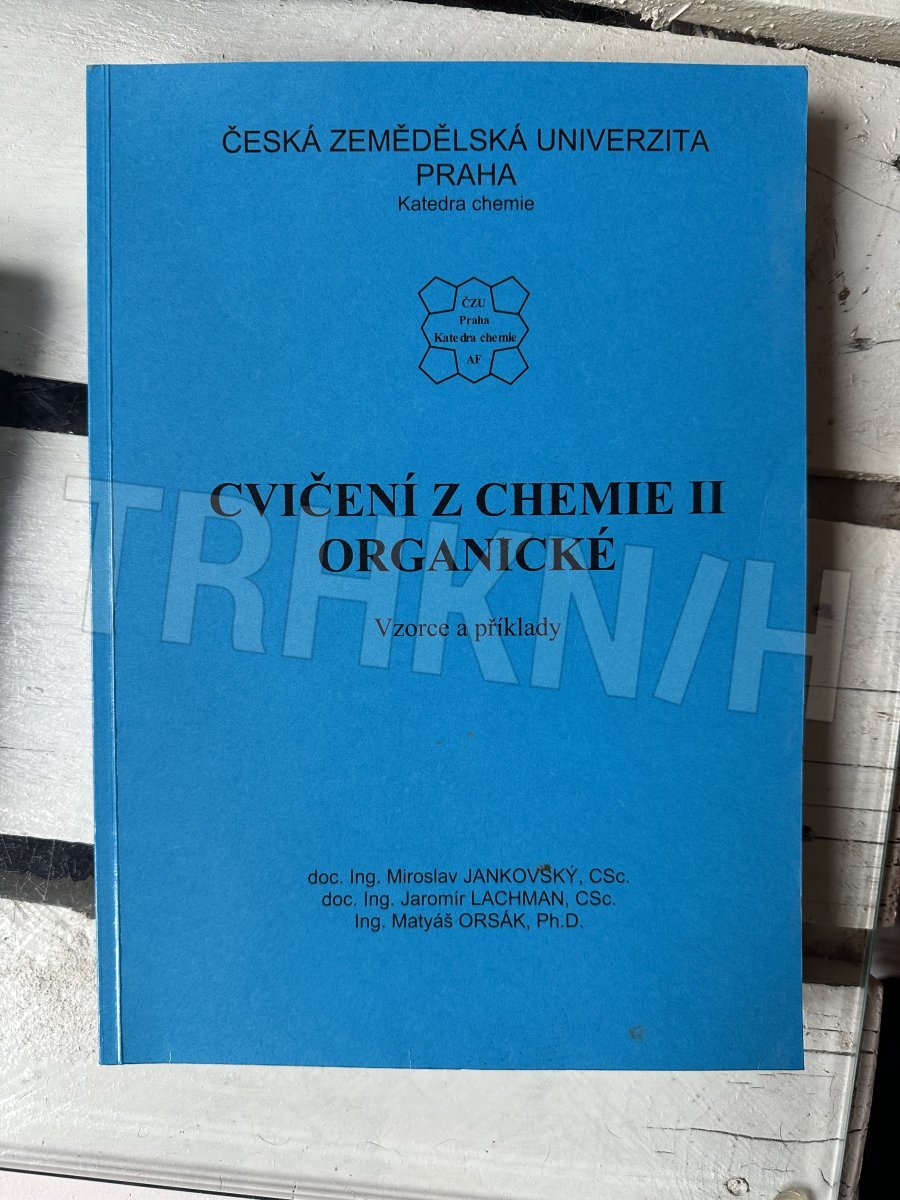 ČESKÁ ZEMĚDĚLSKÁ UNIVERZITA
PRAHA
Katedra chemie
ČZU
Praha
Katedra chemie
AF
CVIČENÍ Z CHEMIE II
ORGANICKÉ
TRHKN/H
Vzorce a příklady
doc. Ing. Miroslav JANKOVSKÝ, CSc.
doc. Ing. Jaromír LACHMAN, CSc.
Ing. Matyáš ORSÁK, Ph.D.